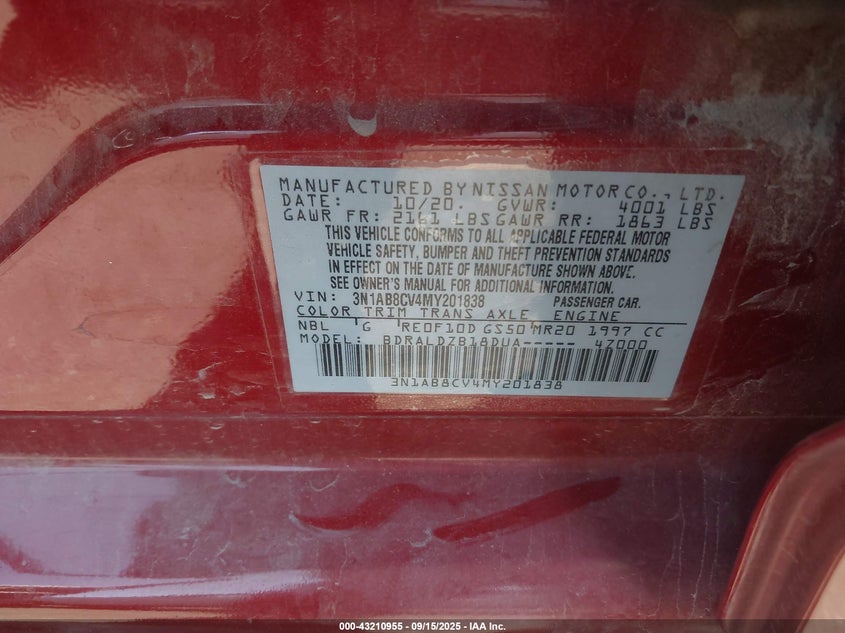 MANUFACTURED BY NISSAN MOTOR CO., LTD.
DATE: 10/20 GVWR: 4001 LBS
GAWR FR: 2161 LBS GAWR RR: 1863 LBS
THIS VEHICLE CONFORMS TO ALL APPLICABLE FEDERAL MOTOR
VEHICLE SAFETY, BUMPER AND THEFT PREVENTION STANDARDS
IN EFFECT ON THE DATE OF MANUFACTURE SHOWN ABOVE.
SEE OWNER'S MANUAL FOR ADDITIONAL INFORMATION.
VIN: 3N1AB8CV4MY201838 PASSENGER CAR.
COLOR TRIM TRANS AXLE ENGINE
NBL G RE0F10D GS50 MR20 1997 CC
MODEL: BDRALDZB18DUA----- 47000
3N1AB8CV4MY201838
000-43210955 - 09/15/2025 - IAA Inc.